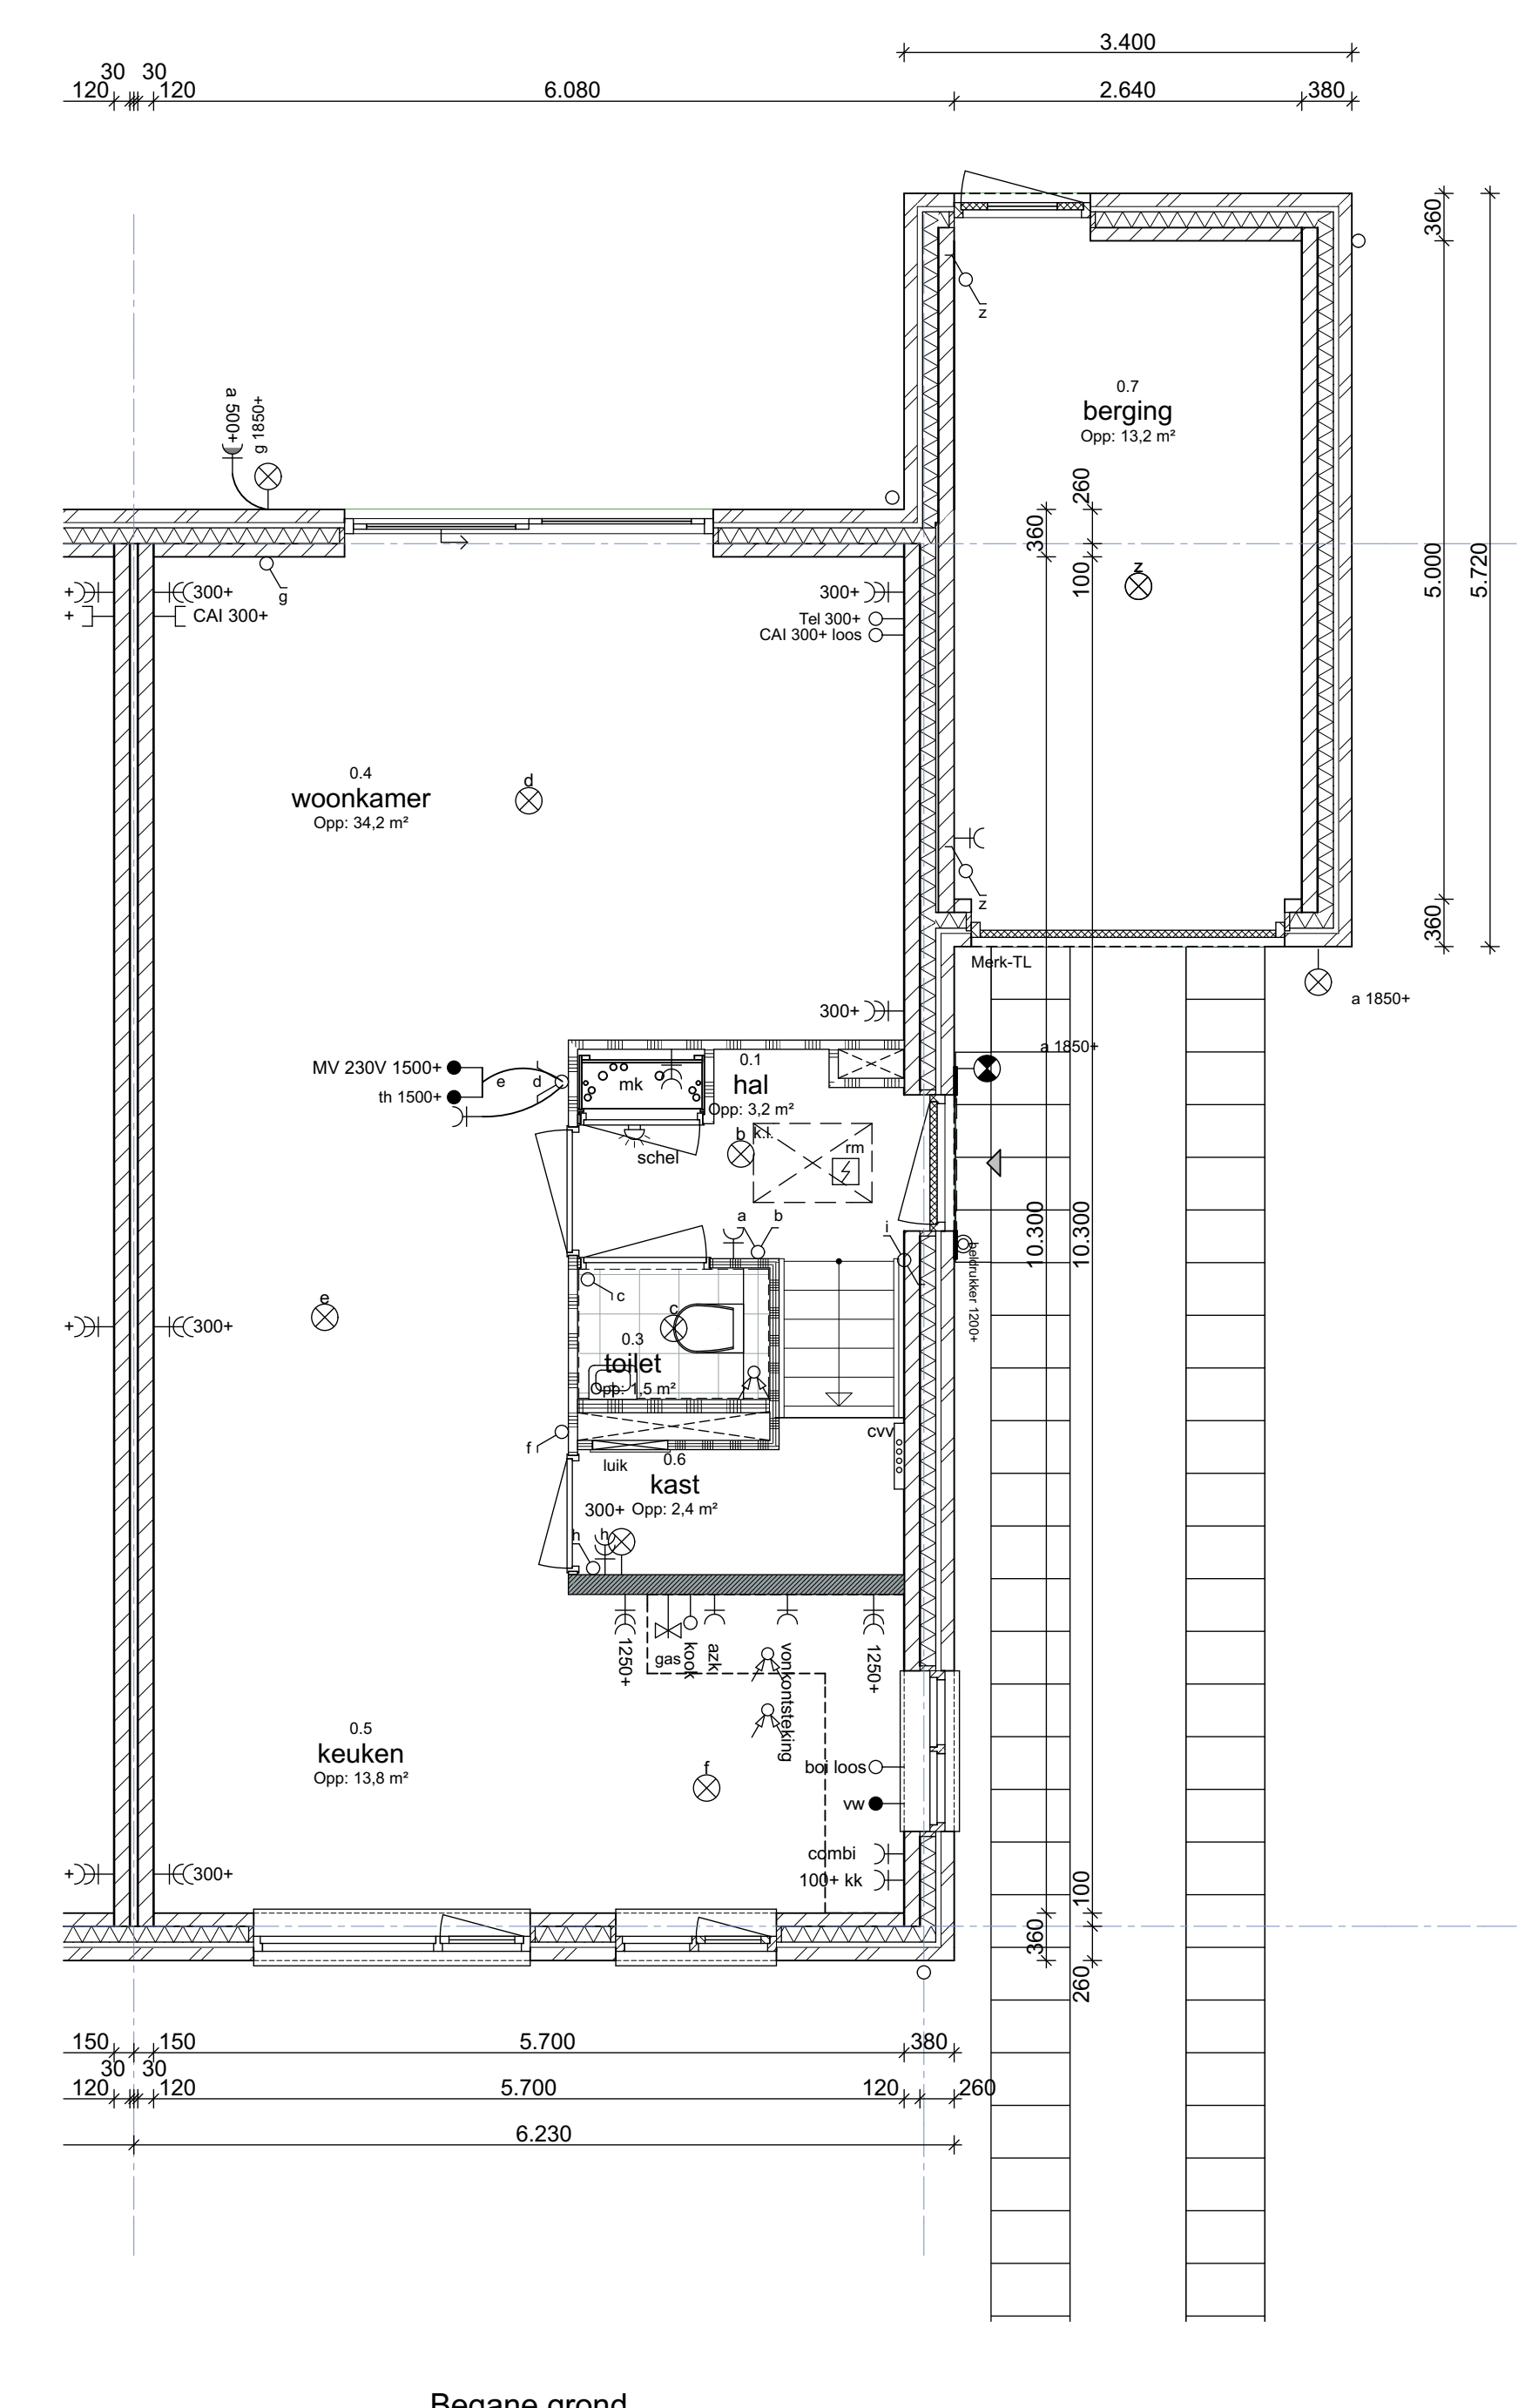 3.400
30 30
120 120 6.080 2.640 380
360
z
a 500+
g 1850+
0.7
berging
Opp: 13,2 m²
260
360
100
z
5.000
5.720
g
+ 300+
+ CAI 300+
300+
Tel 300+
CAI 300+ loos
0.4
woonkamer
Opp: 34,2 m²
d
z
360
Merk-TL
a 1850+
300+
a 1850+
MV 230V 1500+
th 1500+
e d
mk
0.1
hal
Opp: 3,2 m²
b k.l.
rm
schel
a b
i
10.300
10.300
beldrukker 1200+
c
c
e
+ 300+
0.3
toilet
Opp: 1,5 m²
f
cvv
luik
0.6
kast
300+ Opp: 2,4 m²
h h
1250+
gas
kook
azk
vonkontsteking
1250+
0.5
keuken
Opp: 13,8 m²
f
boi loos
vw
combi
100+ kk
+ 300+
100
360
260
150 150 5.700 380
30 30
120 120 5.700 120 260
6.230
Begane grond